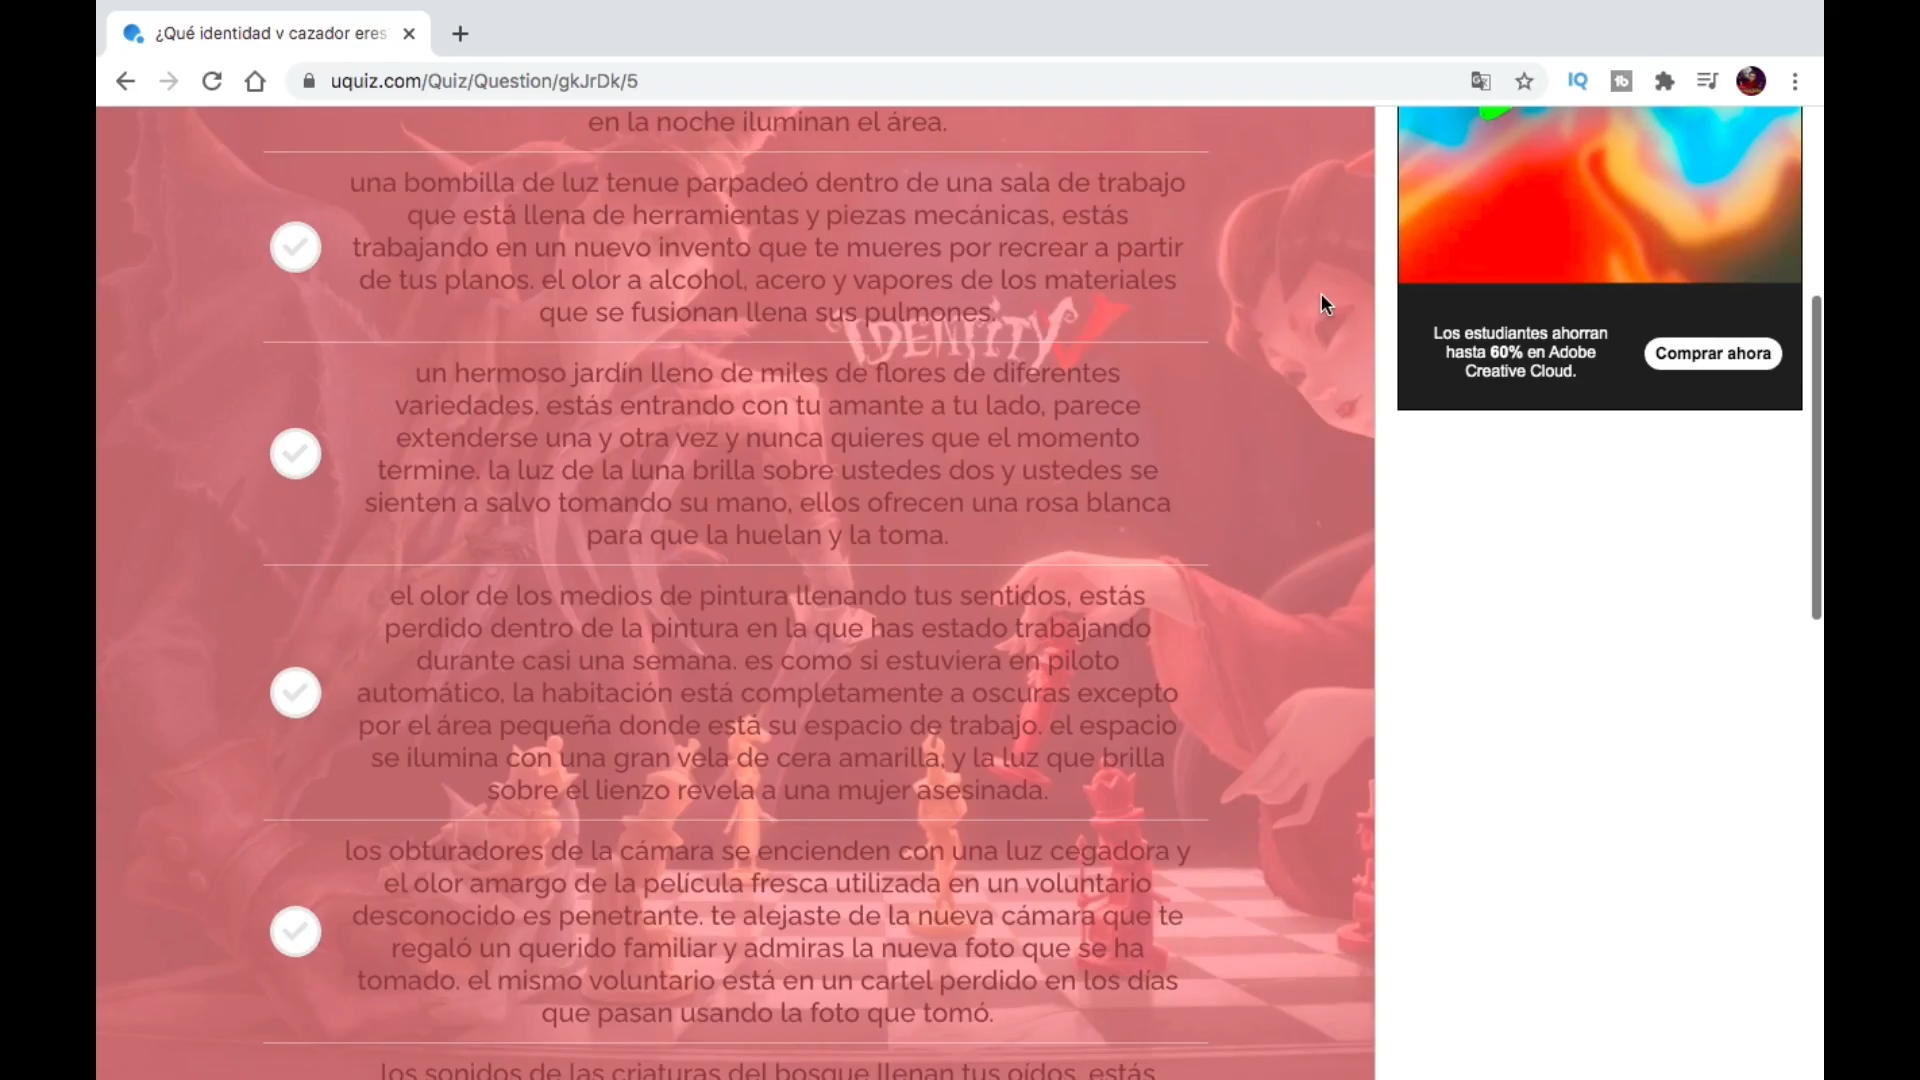 ¿Qué identidad v cazador eres
uquiz.com/Quiz/Question/gkJrDk/5
IQ
en la noche iluminan el área.
una bombilla de luz tenue parpadeó dentro de una sala de trabajo
que está llena de herramientas y piezas mecánicas, estás
trabajando en un nuevo invento que te mueres por recrear a partir
de tus planos. el olor a alcohol, acero y vapores de los materiales
que se fusionan llena sus pulmones.
IDENTITY V
un hermoso jardín lleno de miles de flores de diferentes
variedades. estás entrando con tu amante a tu lado, parece
extenderse una y otra vez y nunca quieres que el momento
termine. la luz de la luna brilla sobre ustedes dos y ustedes se
sienten a salvo tomando su mano, ellos ofrecen una rosa blanca
para que la huelan y la toma.
el olor de los medios de pintura llenando tus sentidos, estás
perdido dentro de la pintura en la que has estado trabajando
durante casi una semana. es como si estuviera en piloto
automático, la habitación está completamente a oscuras excepto
por el área pequeña donde está su espacio de trabajo. el espacio
se ilumina con una gran vela de cera amarilla, y la luz que brilla
sobre el lienzo revela a una mujer asesinada.
los obturadores de la cámara se encienden con una luz cegadora y
el olor amargo de la película fresca utilizada en un voluntario
desconocido es penetrante. te alejaste de la nueva cámara que te
regaló un querido familiar y admiras la nueva foto que se ha
tomado. el mismo voluntario está en un cartel perdido en los días
que pasan usando la foto que tomó.
los sonidos de las criaturas del bosque llenan tus oídos, estás
Los estudiantes ahorran
hasta 60% en Adobe
Creative Cloud.
Comprar ahora